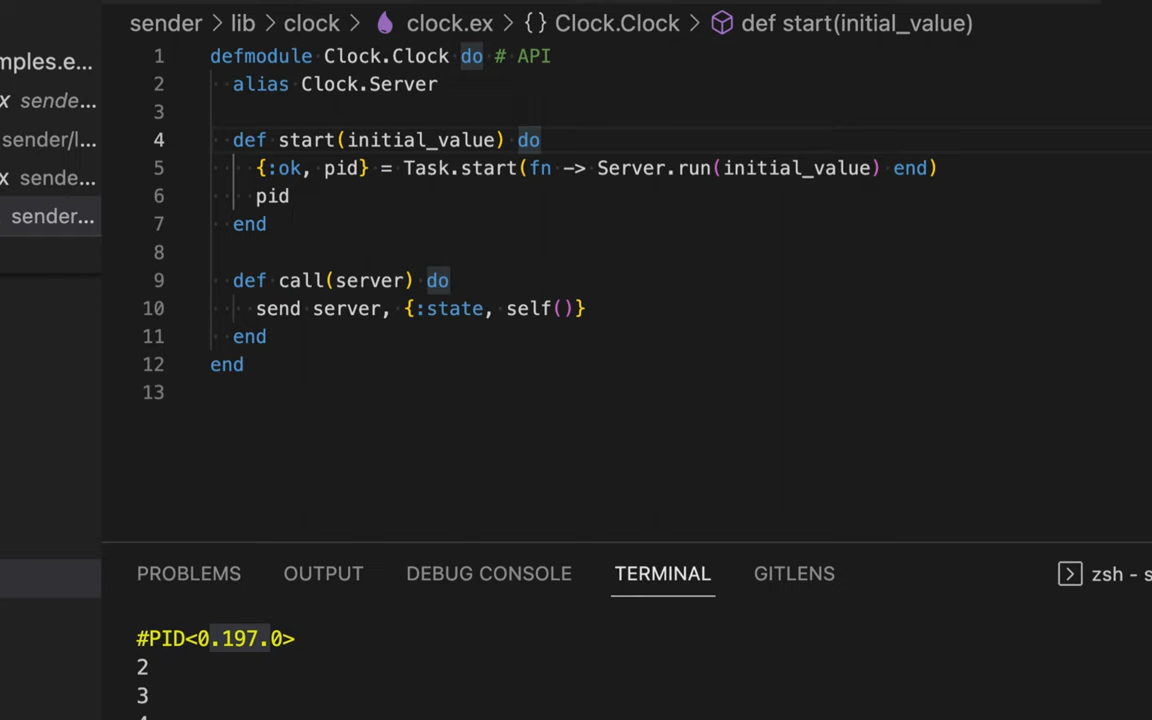 sender > lib > clock > clock.ex > {} Clock.Clock > def start(initial_value)
mples.e...
x sende...
sender/l...
x sende...
sender...
1 defmodule Clock.Clock do # API
2 alias Clock.Server
3
4 def start(initial_value) do
5 {:ok, pid} = Task.start(fn -> Server.run(initial_value) end)
6 pid
7 end
8
9 def call(server) do
10 send server, {:state, self()}
11 end
12 end
13
PROBLEMS OUTPUT DEBUG CONSOLE TERMINAL GITLENS zsh - s
#PID<0.197.0>
2
3